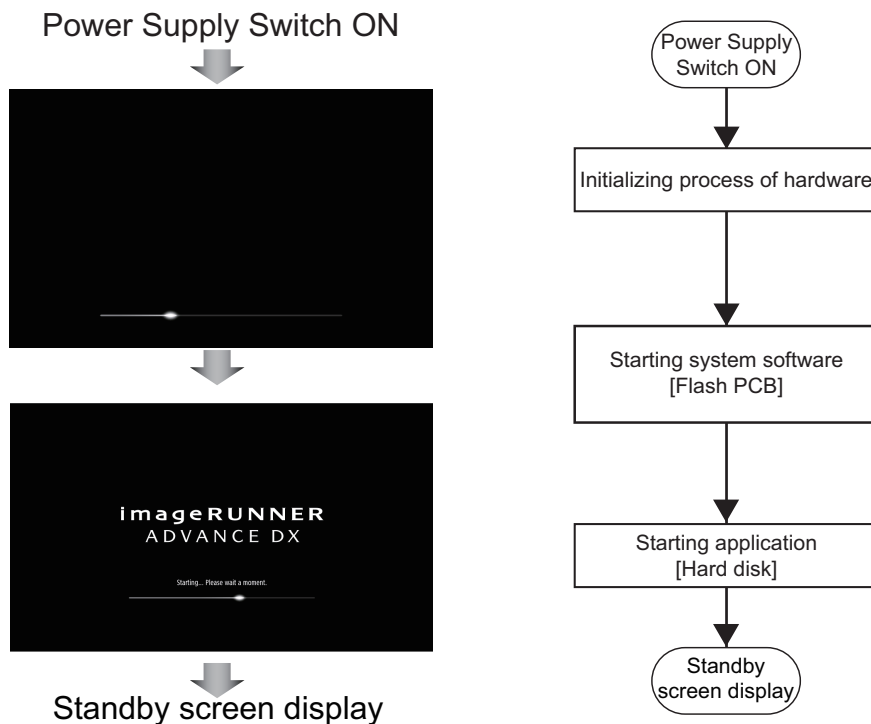 Power Supply Switch ON
imageRUNNER
ADVANCE DX
Starting... Please wait a moment.
Standby screen display
Power Supply
Switch ON
Initializing process of hardware
Starting system software
[Flash PCB]
Starting application
[Hard disk]
Standby
screen display